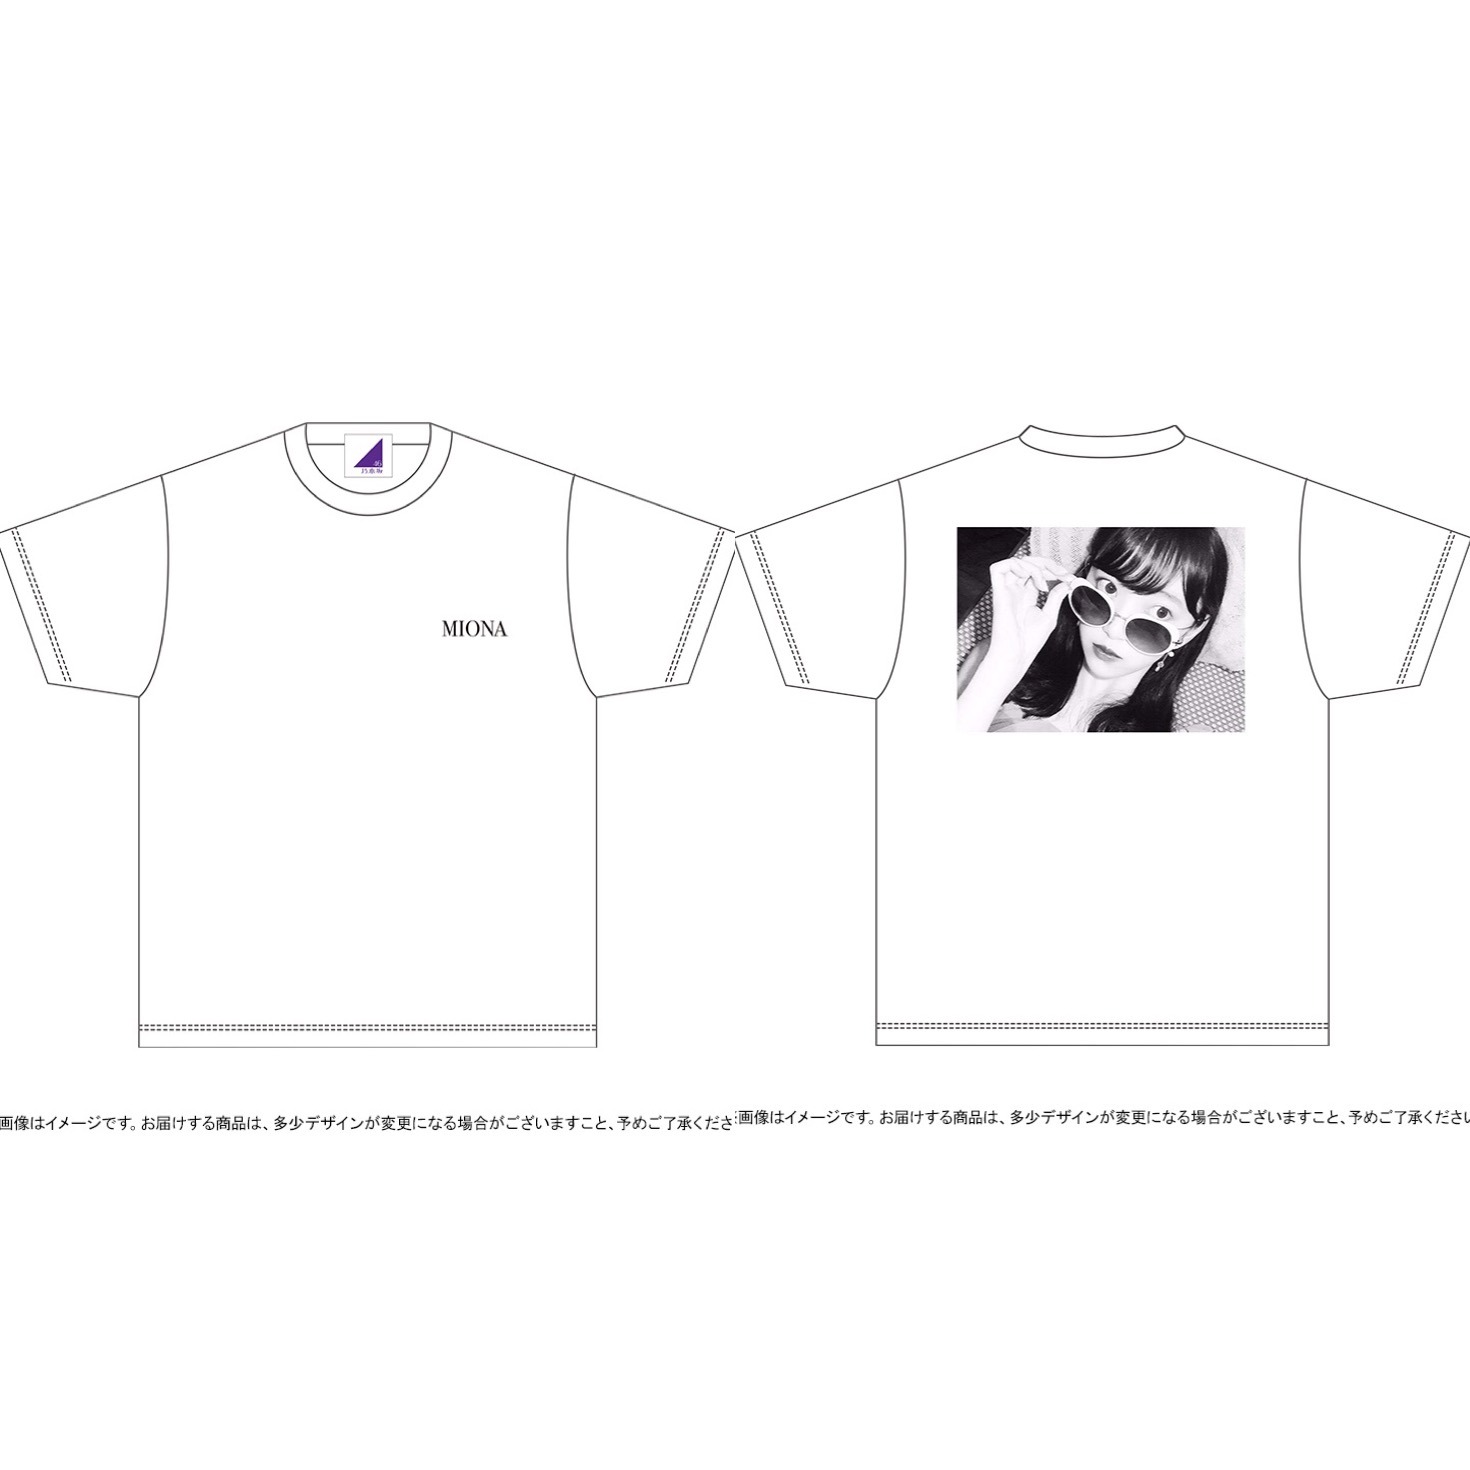 乃木坂46
MIONA
画像はイメージです。お届けする商品は、多少デザインが変更になる場合がございますこと、予めご了承くださ
※画像はイメージです。お届けする商品は、多少デザインが変更になる場合がございますこと、予めご了承ください